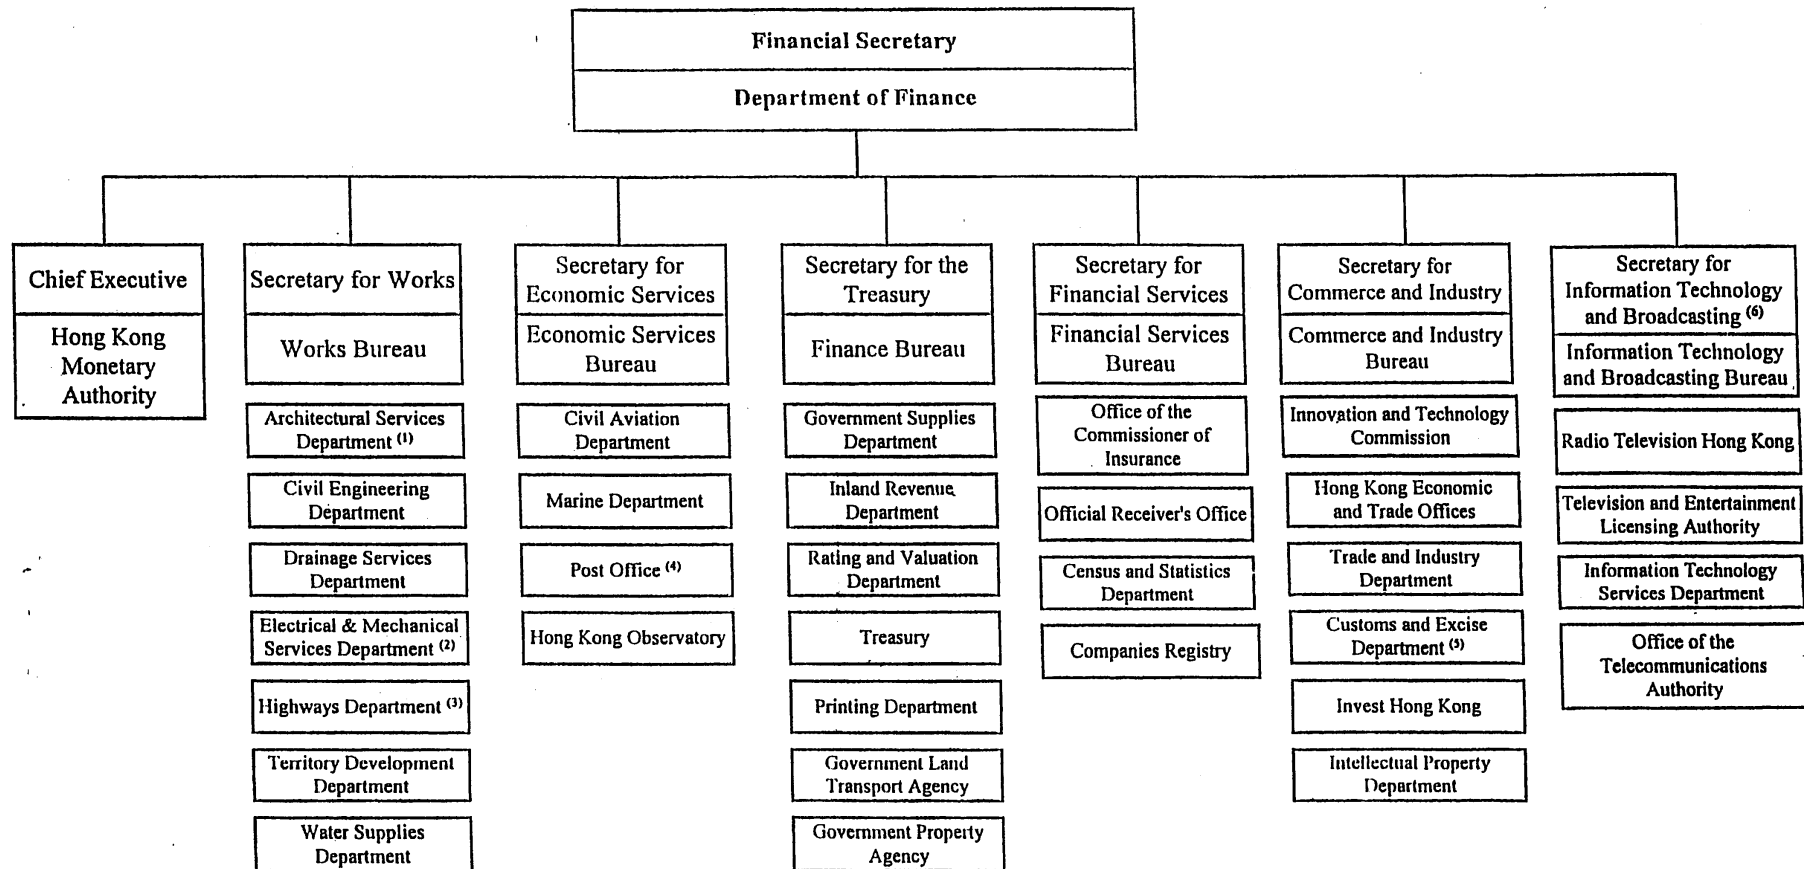 Financial Secretary
Department of Finance
Chief Executive
Hong Kong
Monetary
Authority
Secretary for Works
Works Bureau
Architectural Services
Department (1)
Civil Engineering
Department
Drainage Services
Department
Electrical & Mechanical
Services Department (2)
Highways Department (3)
Territory Development
Department
Water Supplies
Department
Secretary for
Economic Services
Economic Services
Bureau
Civil Aviation
Department
Marine Department
Post Office (4)
Hong Kong Observatory
Secretary for the
Treasury
Finance Bureau
Government Supplies
Department
Inland Revenue
Department
Rating and Valuation
Department
Treasury
Printing Department
Government Land
Transport Agency
Government Property
Agency
Secretary for
Financial Services
Financial Services
Bureau
Office of the
Commissioner of
Insurance
Official Receiver's Office
Census and Statistics
Department
Companies Registry
Secretary for
Commerce and Industry
Commerce and Industry
Bureau
Innovation and Technology
Commission
Hong Kong Economic
and Trade Offices
Trade and Industry
Department
Customs and Excise
Department (5)
Invest Hong Kong
Intellectual Property
Department
Secretary for
Information Technology
and Broadcasting (6)
Information Technology
and Broadcasting Bureau
Radio Television Hong Kong
Television and Entertainment
Licensing Authority
Information Technology
Services Department
Office of the
Telecommunications
Authority